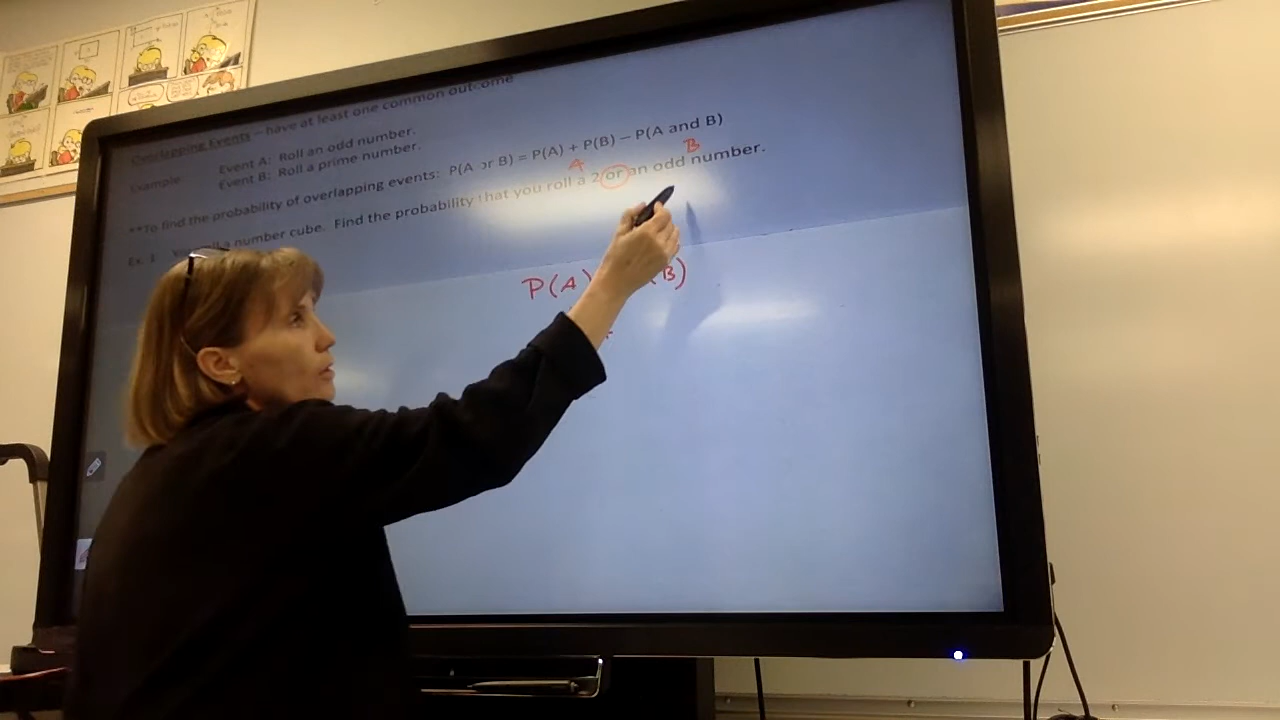 Overlapping Events – have at least one common outcome
Example Event A: Roll an odd number.
Event B: Roll a prime number.
**To find the probability of overlapping events: P(A or B) = P(A) + P(B) – P(A and B)
A B
Ex. 1 a number cube. Find the probability that you roll a 2 or an odd number.
P(A) (B)